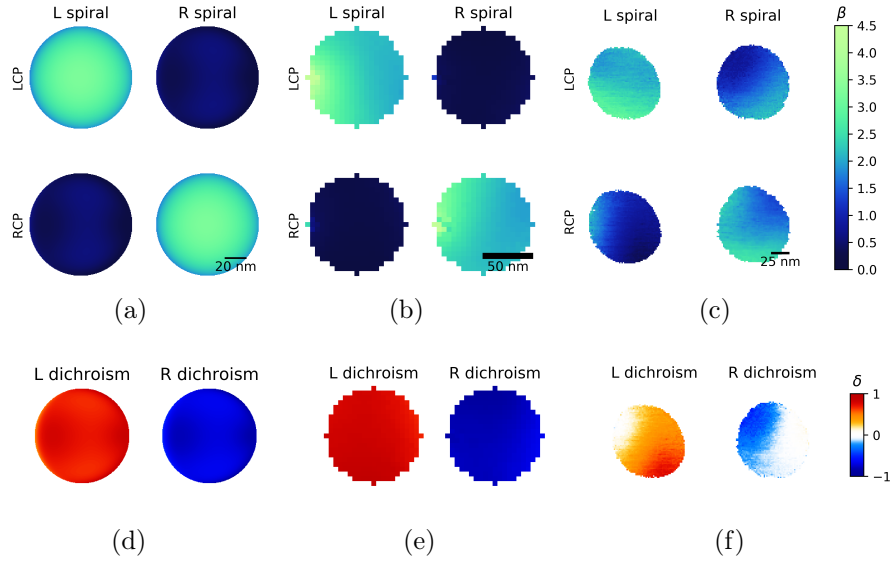 L spiral R spiral L spiral R spiral L spiral R spiral β
LCP LCP LCP
4.5
4.0
3.5
3.0
2.5
2.0
1.5
1.0
0.5
0.0
RCP RCP RCP
20 nm 50 nm 25 nm
(a) (b) (c)
L dichroism R dichroism L dichroism R dichroism L dichroism R dichroism δ
1
0
−1
(d) (e) (f)